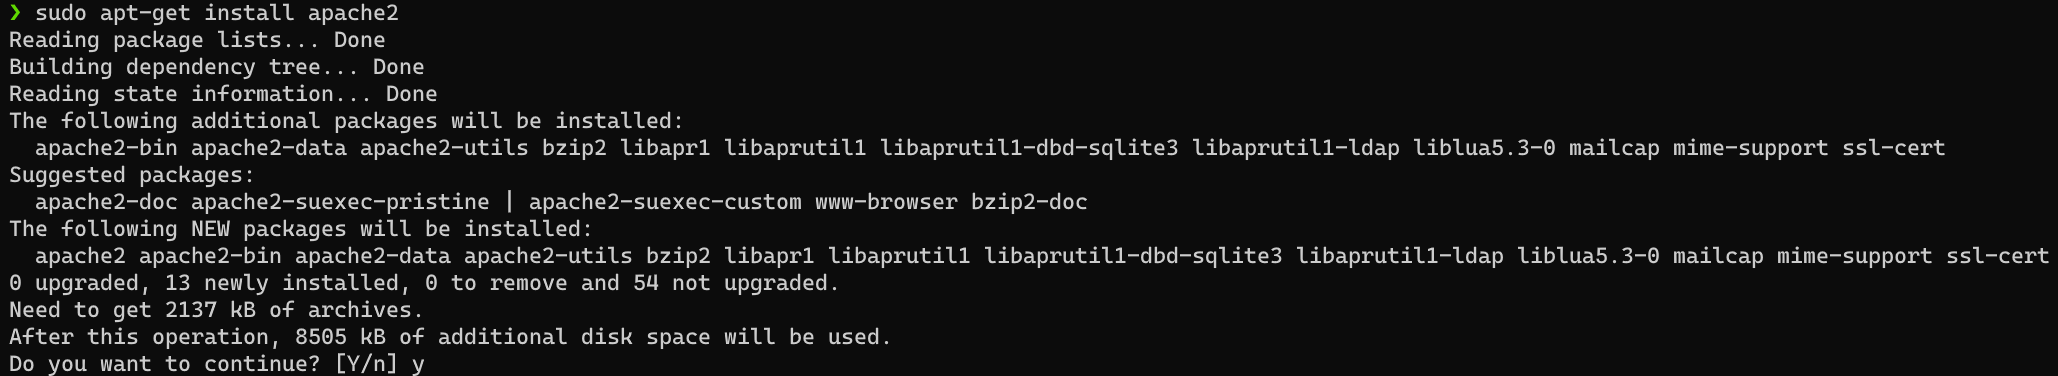 ❯ sudo apt-get install apache2
Reading package lists... Done
Building dependency tree... Done
Reading state information... Done
The following additional packages will be installed:
  apache2-bin apache2-data apache2-utils bzip2 libapr1 libaprutil1 libaprutil1-dbd-sqlite3 libaprutil1-ldap liblua5.3-0 mailcap mime-support ssl-cert
Suggested packages:
  apache2-doc apache2-suexec-pristine | apache2-suexec-custom www-browser bzip2-doc
The following NEW packages will be installed:
  apache2 apache2-bin apache2-data apache2-utils bzip2 libapr1 libaprutil1 libaprutil1-dbd-sqlite3 libaprutil1-ldap liblua5.3-0 mailcap mime-support ssl-cert
0 upgraded, 13 newly installed, 0 to remove and 54 not upgraded.
Need to get 2137 kB of archives.
After this operation, 8505 kB of additional disk space will be used.
Do you want to continue? [Y/n] y